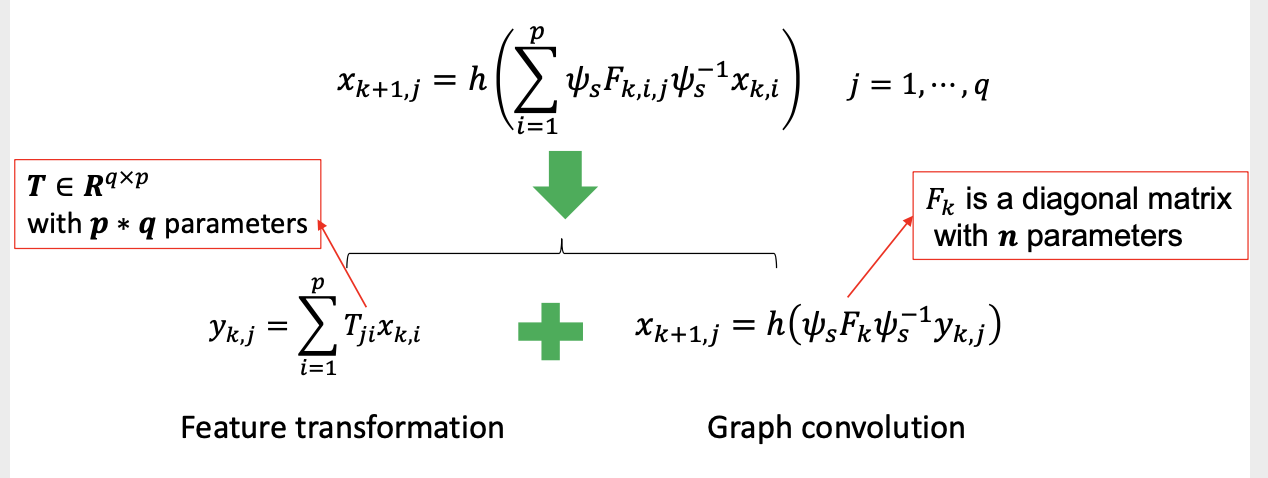 x_{k+1,j} = h(∑_{i=1}^{p} ψ_s F_{k,i,j} ψ_s^{-1} x_{k,i})    j = 1, ⋯, q
T ∈ R^{q×p}
with p ∗ q parameters
F_k is a diagonal matrix
with n parameters
y_{k,j} = ∑_{i=1}^{p} T_{ji} x_{k,i}
x_{k+1,j} = h(ψ_s F_k ψ_s^{-1} y_{k,j})
Feature transformation
Graph convolution